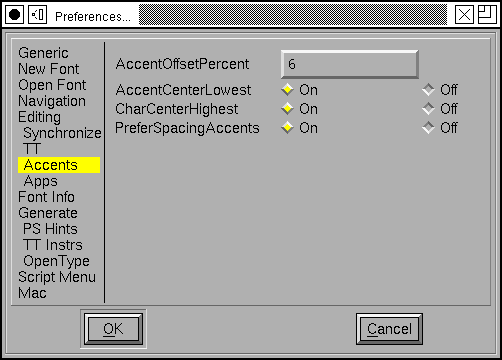 Preferences...
Generic
New Font
Open Font
Navigation
Editing
Synchronize
TT
Accents
Apps
Font Info
Generate
PS Hints
TT Instrs
OpenType
Script Menu
Mac
AccentOffsetPercent 6
AccentCenterLowest On Off
CharCenterHighest On Off
PreferSpacingAccents On Off
OK Cancel